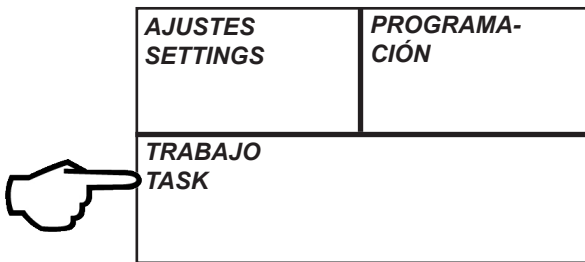 AJUSTES
SETTINGS
PROGRAMA-
CIÓN
TRABAJO
TASK